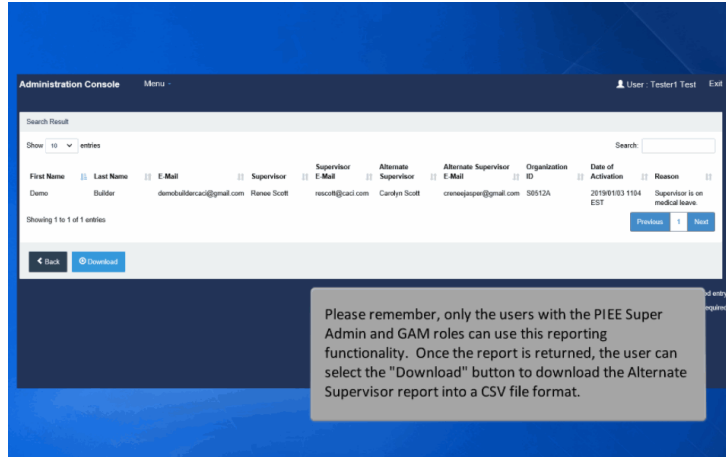 Administration Console Menu User : Tester1 Test Exit
Search Result
Show 10 entries Search:
First Name Last Name E-Mail Supervisor Supervisor E-Mail Alternate Supervisor Alternate Supervisor E-Mail Organization ID Date of Activation Reason
Demo Builder demobuildercaci@gmail.com Renee Scott rescott@caci.com Carolyn Scott creneejasper@gmail.com S0512A 2019/01/03 1104 EST Supervisor is on medical leave.
Showing 1 to 1 of 1 entries
Previous 1 Next
Back Download
entry
Please remember, only the users with the PIEE Super
Admin and GAM roles can use this reporting
functionality. Once the report is returned, the user can
select the "Download" button to download the Alternate
Supervisor report into a CSV file format.